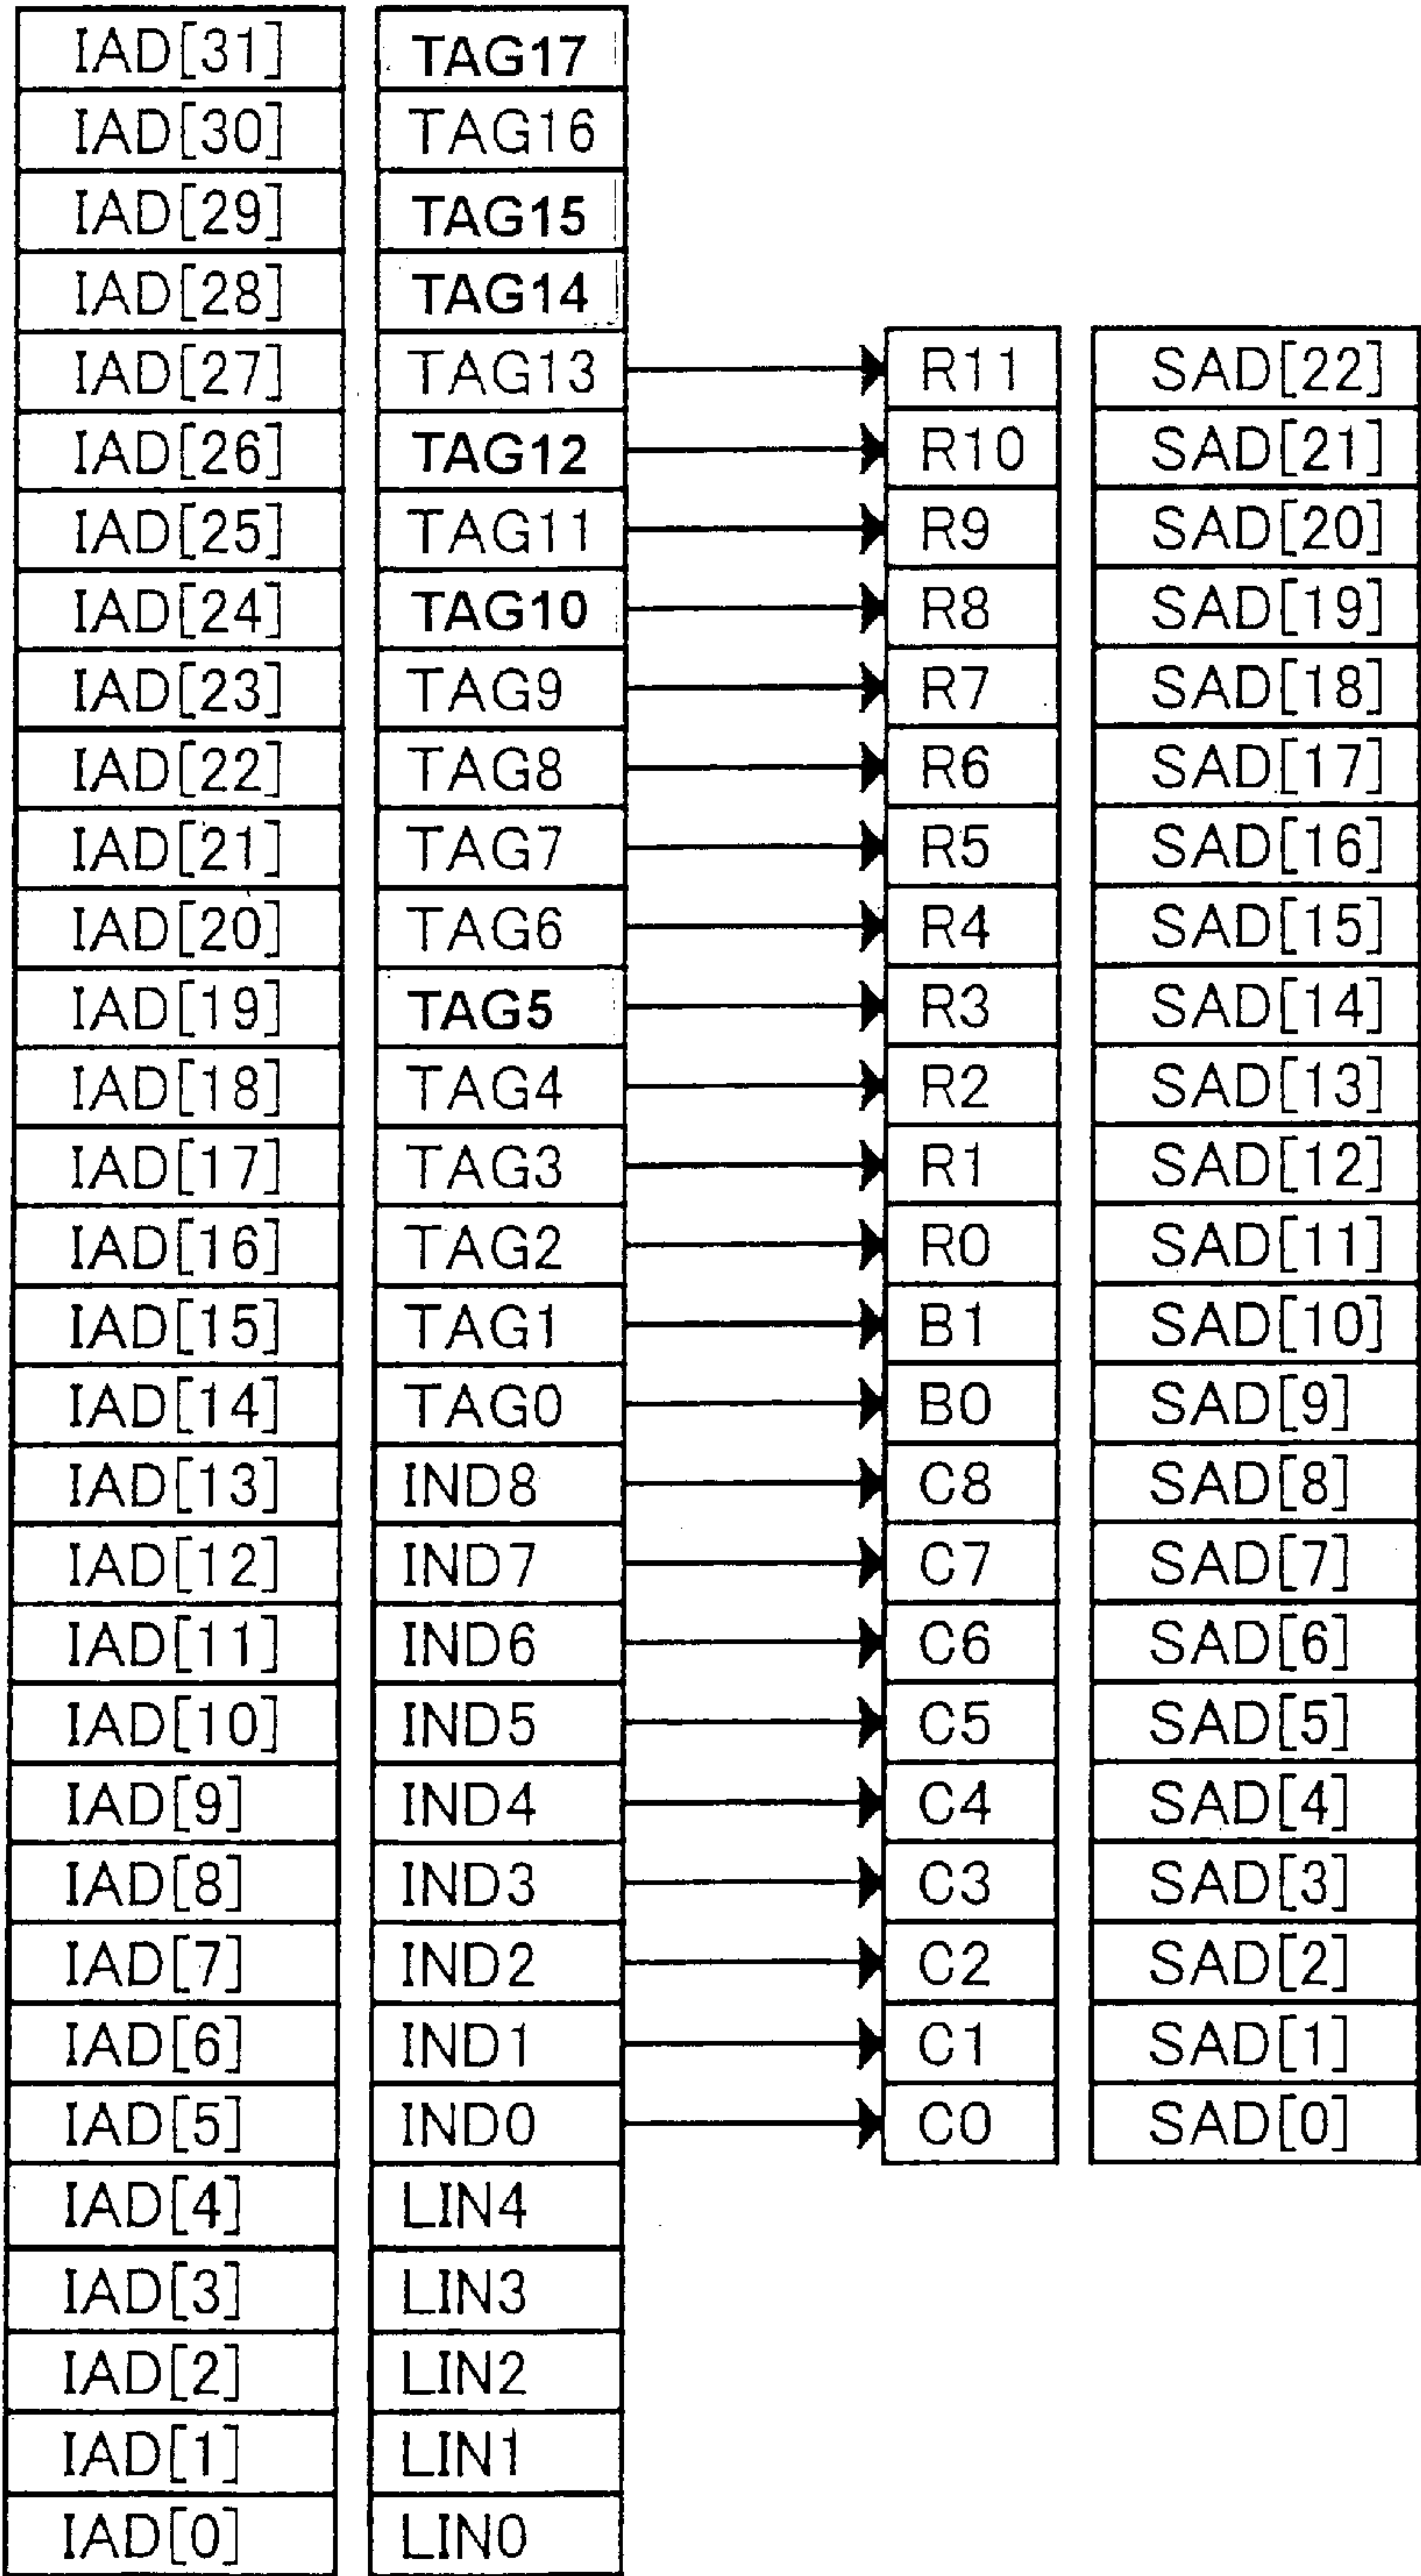 IAD[31] TAG17
IAD[30] TAG16
IAD[29] TAG15
IAD[28] TAG14
IAD[27] TAG13 R11 SAD[22]
IAD[26] TAG12 R10 SAD[21]
IAD[25] TAG11 R9 SAD[20]
IAD[24] TAG10 R8 SAD[19]
IAD[23] TAG9 R7 SAD[18]
IAD[22] TAG8 R6 SAD[17]
IAD[21] TAG7 R5 SAD[16]
IAD[20] TAG6 R4 SAD[15]
IAD[19] TAG5 R3 SAD[14]
IAD[18] TAG4 R2 SAD[13]
IAD[17] TAG3 R1 SAD[12]
IAD[16] TAG2 R0 SAD[11]
IAD[15] TAG1 B1 SAD[10]
IAD[14] TAG0 B0 SAD[9]
IAD[13] IND8 C8 SAD[8]
IAD[12] IND7 C7 SAD[7]
IAD[11] IND6 C6 SAD[6]
IAD[10] IND5 C5 SAD[5]
IAD[9] IND4 C4 SAD[4]
IAD[8] IND3 C3 SAD[3]
IAD[7] IND2 C2 SAD[2]
IAD[6] IND1 C1 SAD[1]
IAD[5] IND0 C0 SAD[0]
IAD[4] LIN4
IAD[3] LIN3
IAD[2] LIN2
IAD[1] LIN1
IAD[0] LIN0